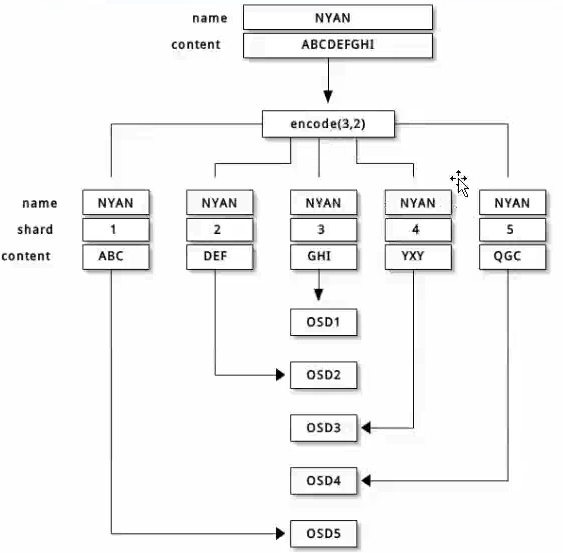 name NYAN
content ABCDEFGHI
encode(3,2)
name NYAN NYAN NYAN NYAN NYAN
shard 1 2 3 4 5
content ABC DEF GHI YXY QGC
OSD1
OSD2
OSD3
OSD4
OSD5